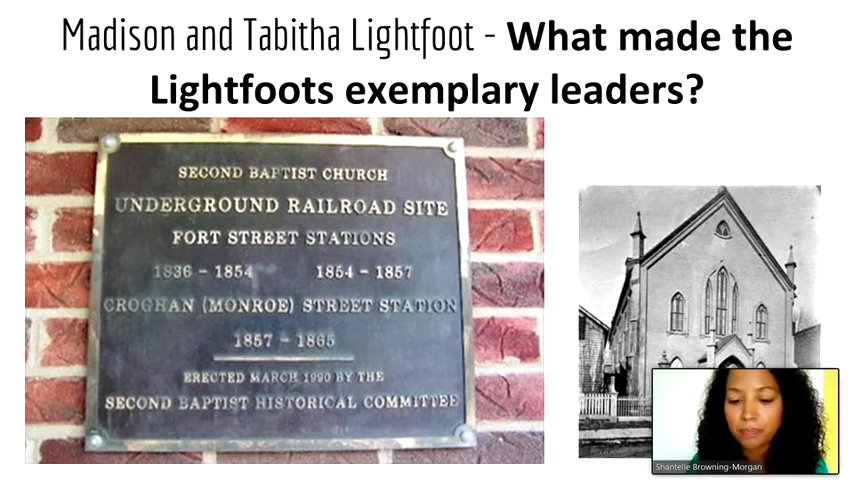 Madison and Tabitha Lightfoot - What made the
Lightfoots exemplary leaders?
SECOND BAPTIST CHURCH
UNDERGROUND RAILROAD SITE
FORT STREET STATIONS
1836 - 1854 1854 - 1857
CROGHAN (MONROE) STREET STATION
1857 - 1865
ERECTED MARCH 1990 BY THE
SECOND BAPTIST HISTORICAL COMMITTEE
Shantelle Browning-Morgan